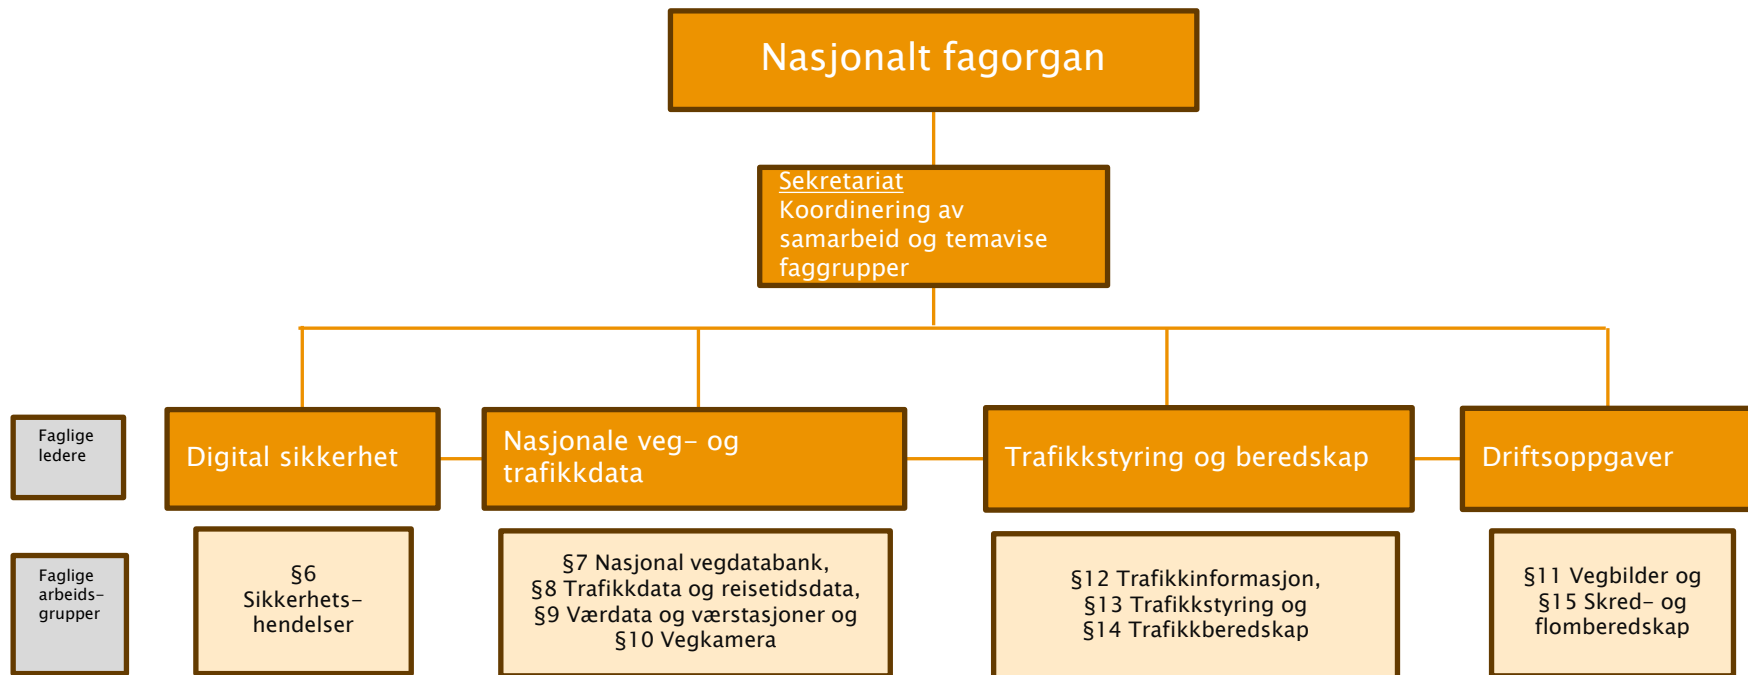 Nasjonalt fagorgan
Sekretariat
Koordinering av
samarbeid og temavise
faggrupper
Faglige
ledere
Digital sikkerhet
Nasjonale veg- og
trafikkdata
Trafikkstyring og beredskap
Driftsoppgaver
Faglige
arbeids-
grupper
§6
Sikkerhets-
hendelser
§7 Nasjonal vegdatabank,
§8 Trafikkdata og reisetidsdata,
§9 Værdata og værstasjoner og
§10 Vegkamera
§12 Trafikkinformasjon,
§13 Trafikkstyring og
§14 Trafikkberedskap
§11 Vegbilder og
§15 Skred- og
flomberedskap